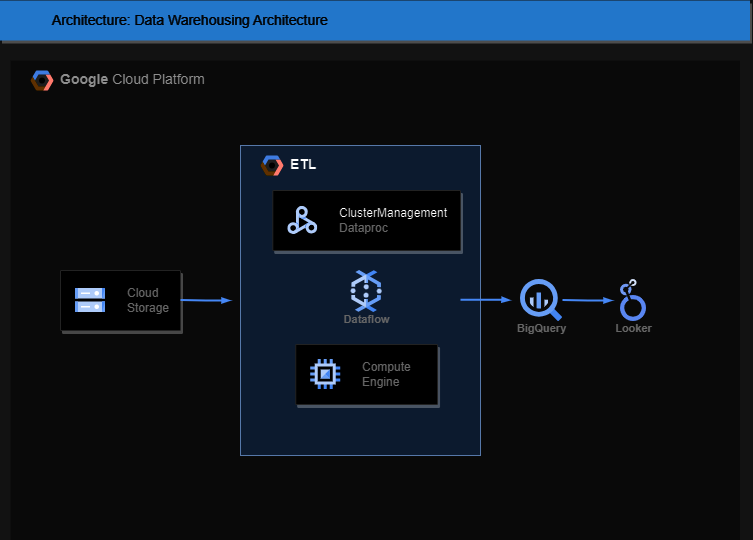 Architecture: Data Warehousing Architecture
Google Cloud Platform
ETL
ClusterManagement
Dataproc
Cloud
Storage
Dataflow
BigQuery
Looker
Compute
Engine